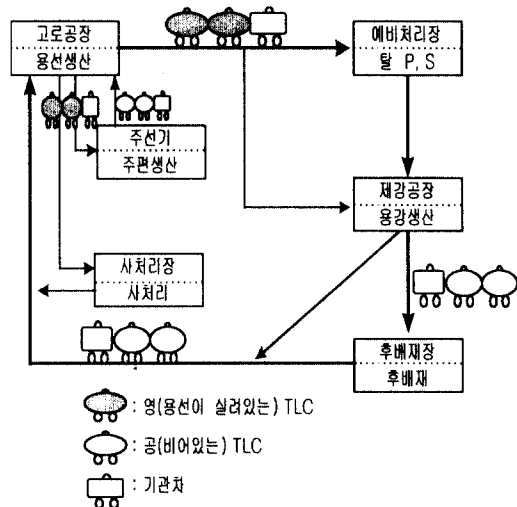 고로공장
용선생산
예비처리장
탈 P, S
주선기
주편생산
제강공장
용강생산
사처리장
사처리
후배재장
후배재
: 영(용선이 실려있는) TLC
: 공(비어있는) TLC
: 기관차